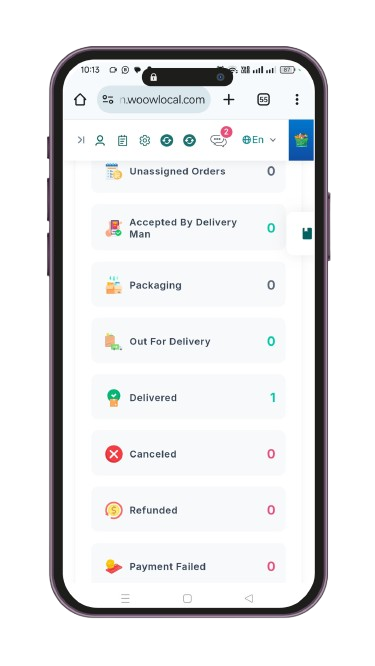 10:13
87
n.woowlocal.com
55
2
En
Unassigned Orders 0
Accepted By Delivery
Man 0
Packaging 0
Out For Delivery 0
Delivered 1
Canceled 0
Refunded 0
Payment Failed 0